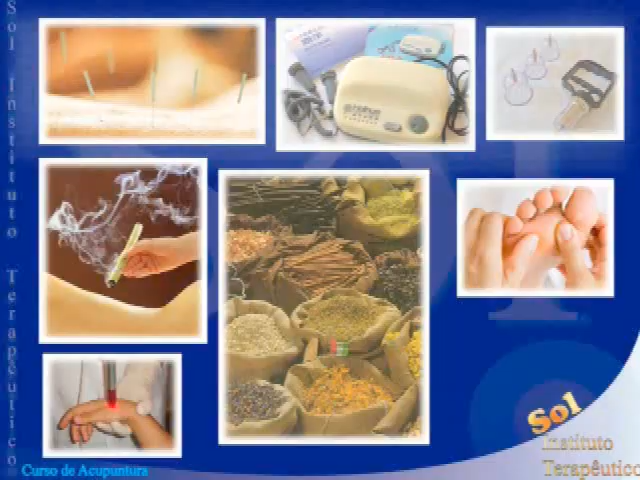 Sol Instituto Terapêutico
Curso de Acupuntura
Sol
Instituto
Terapêutico